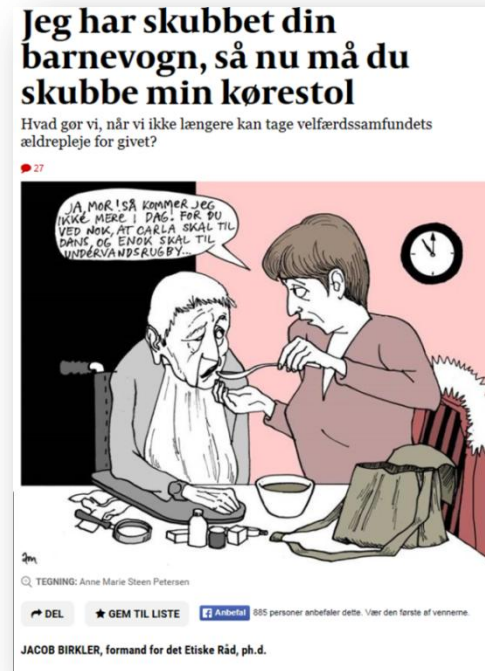 Jeg har skubbet din
barnevogn, så nu må du
skubbe min kørestol
Hvad gør vi, når vi ikke længere kan tage velfærdssamfundets
ældrepleje for givet?
27
JA, MOR! SÅ KOMMER JEG
IKKE MERE I DAG! FOR DU
VED NOK, AT CARLA SKAL TIL
DANS, OG ENOK SKAL TIL
UNDERVANDSRUGBY...
TEGNING: Anne Marie Steen Petersen
DEL
GEM TIL LISTE
Anbefal
885 personer anbefaler dette. Vær den første af vennerne.
JACOB BIRKLER, formand for det Etiske Råd, ph.d.